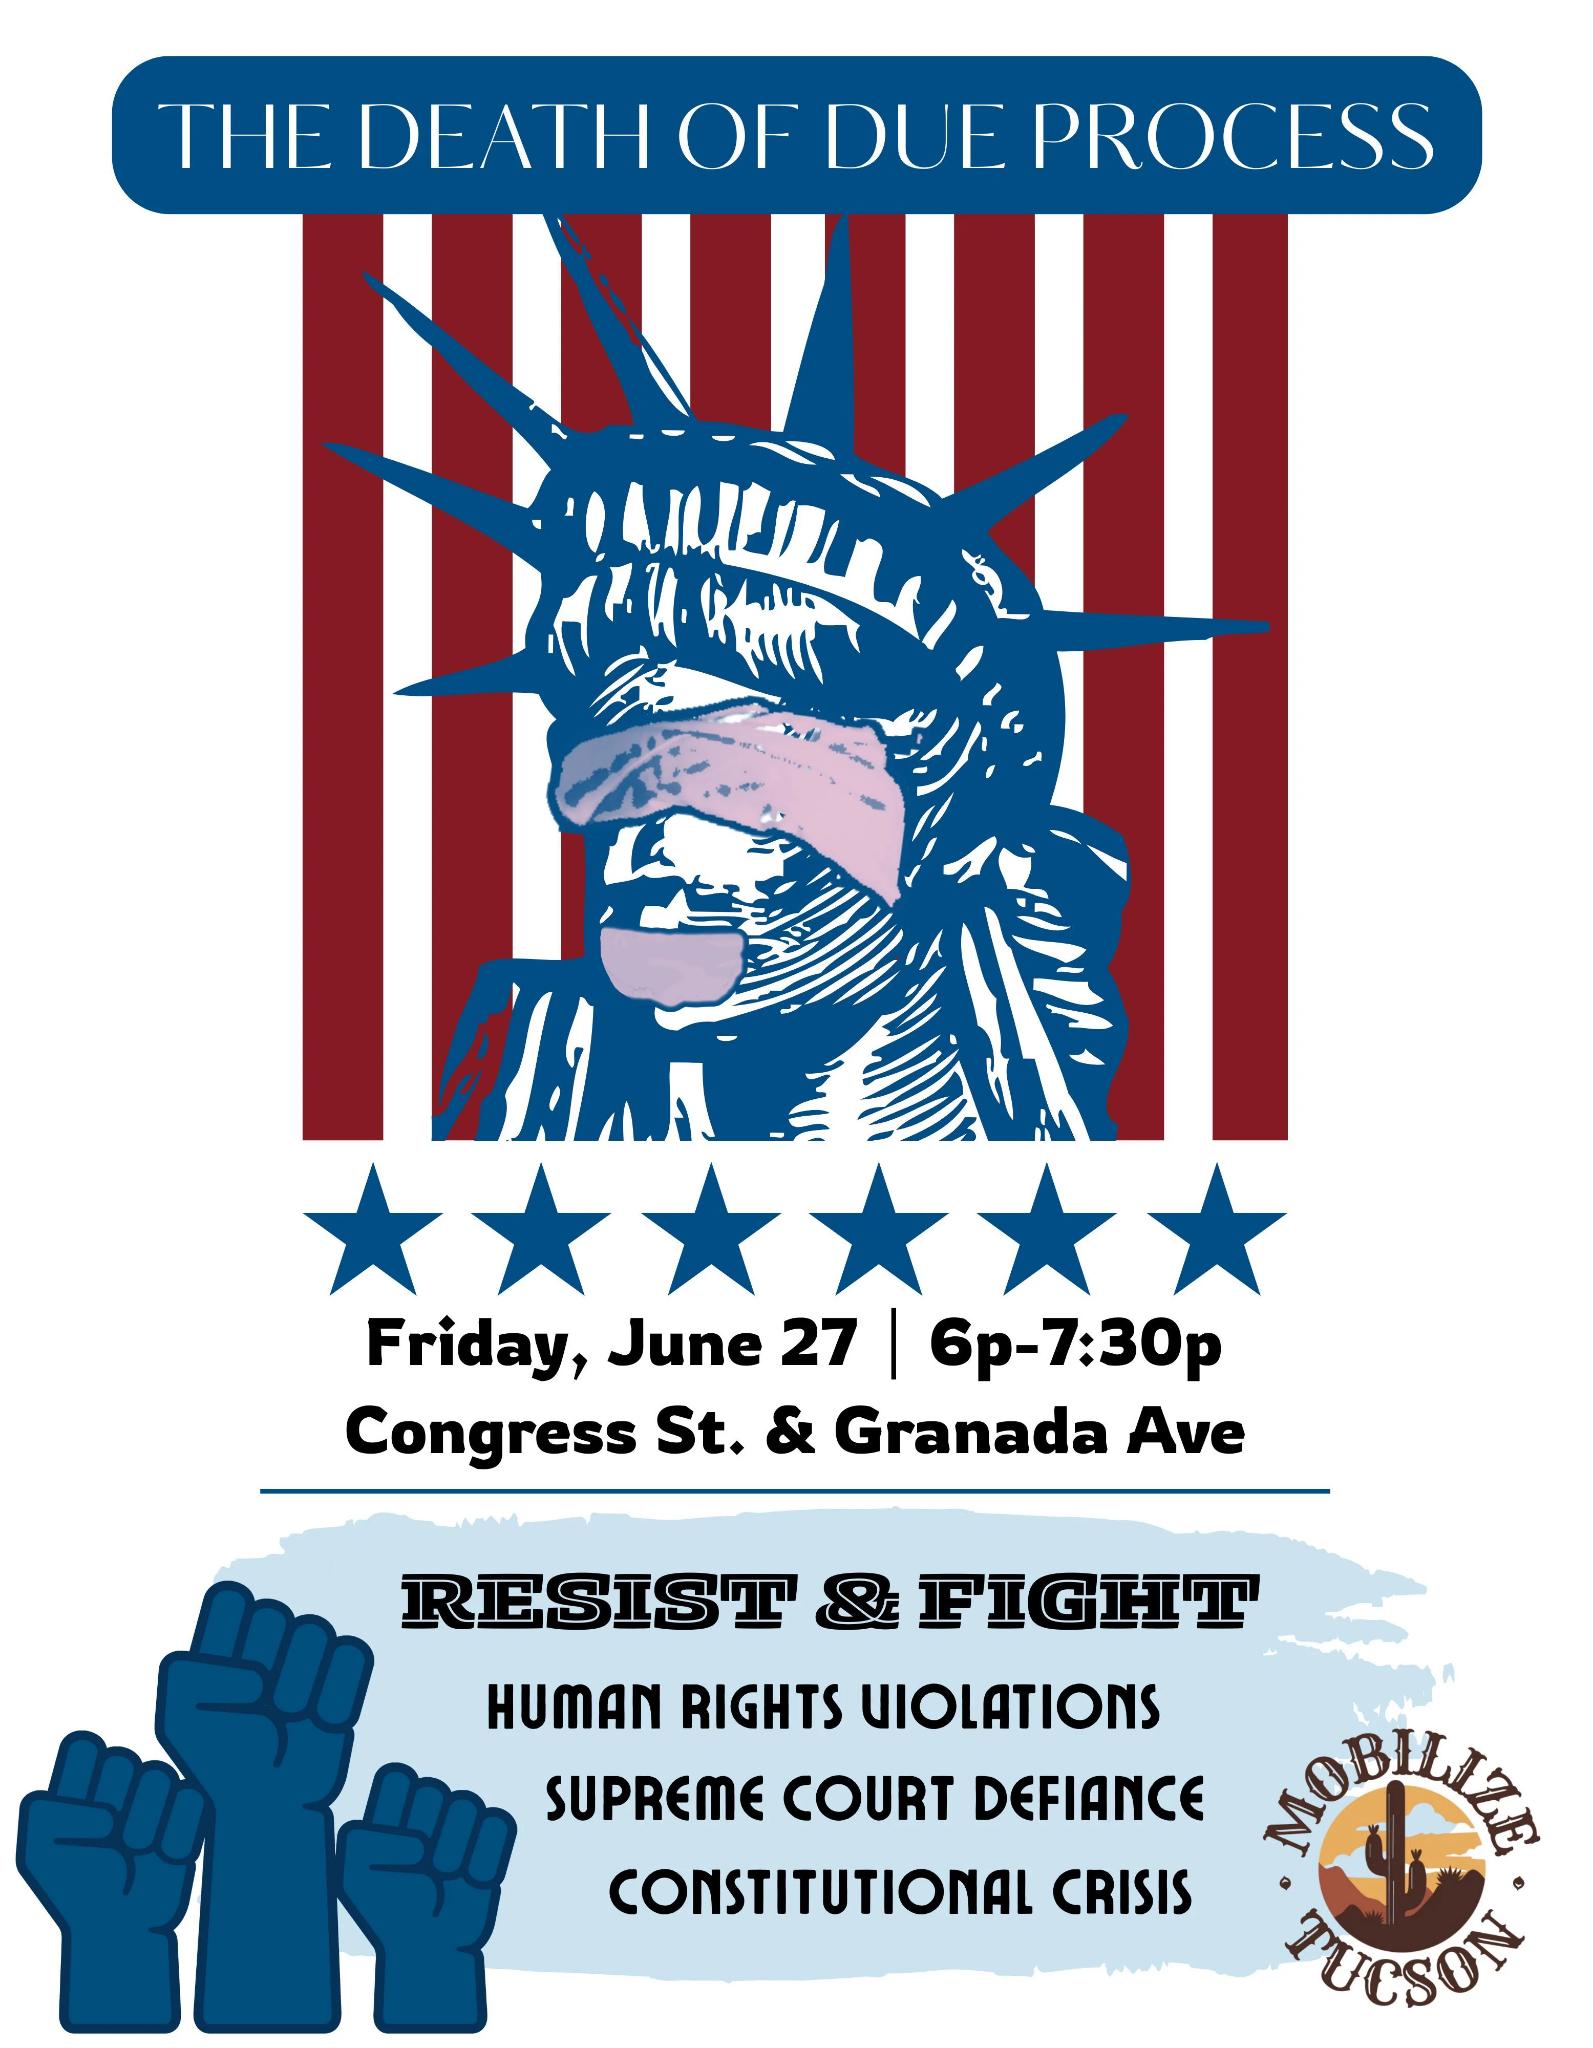 THE DEATH OF DUE PROCESS
Friday, June 27 | 6p-7:30p
Congress St. & Granada Ave
RESIST & FIGHT
HUMAN RIGHTS VIOLATIONS
SUPREME COURT DEFIANCE
CONSTITUTIONAL CRISIS
MOBILIZE
TUCSON